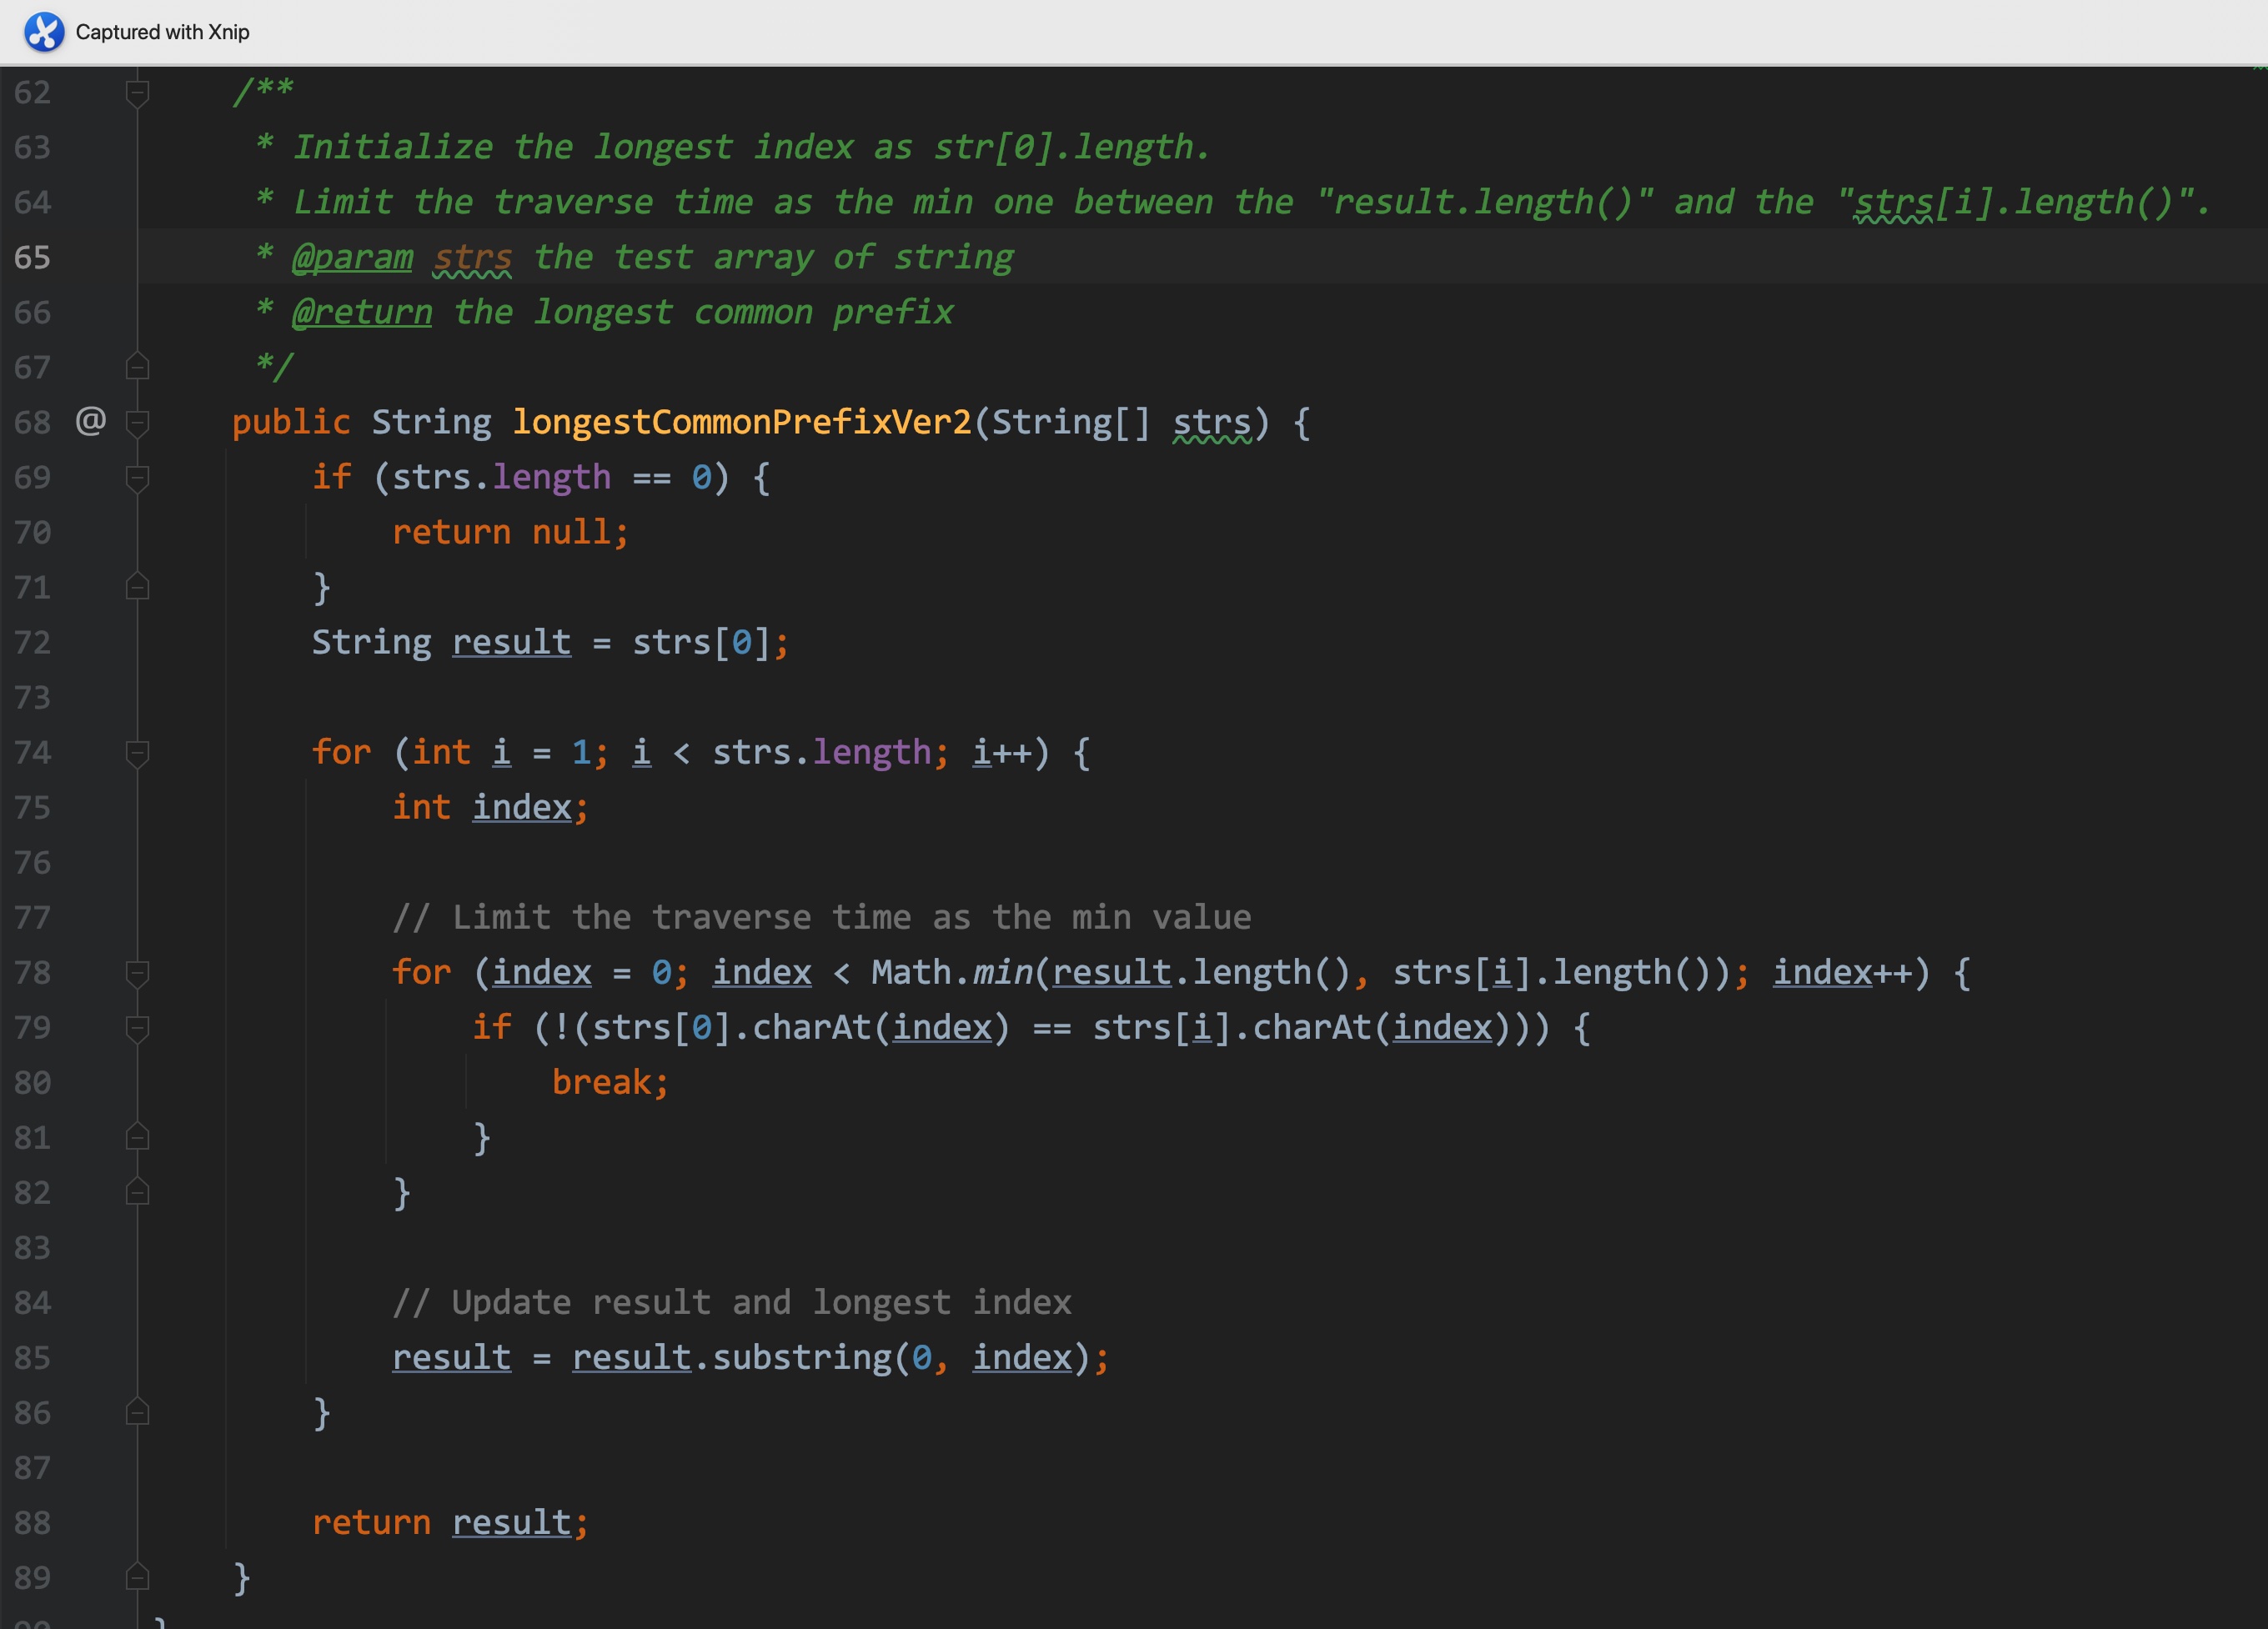 Captured with Xnip
62 /**
63 * Initialize the longest index as str[0].length.
64 * Limit the traverse time as the min one between the "result.length()" and the "strs[i].length()".
65 * @param strs the test array of string
66 * @return the longest common prefix
67 */
68 @ public String longestCommonPrefixVer2(String[] strs) {
69 if (strs.length == 0) {
70 return null;
71 }
72 String result = strs[0];
73
74 for (int i = 1; i < strs.length; i++) {
75 int index;
76
77 // Limit the traverse time as the min value
78 for (index = 0; index < Math.min(result.length(), strs[i].length()); index++) {
79 if (!(strs[0].charAt(index) == strs[i].charAt(index))) {
80 break;
81 }
82 }
83
84 // Update result and longest index
85 result = result.substring(0, index);
86 }
87
88 return result;
89 }